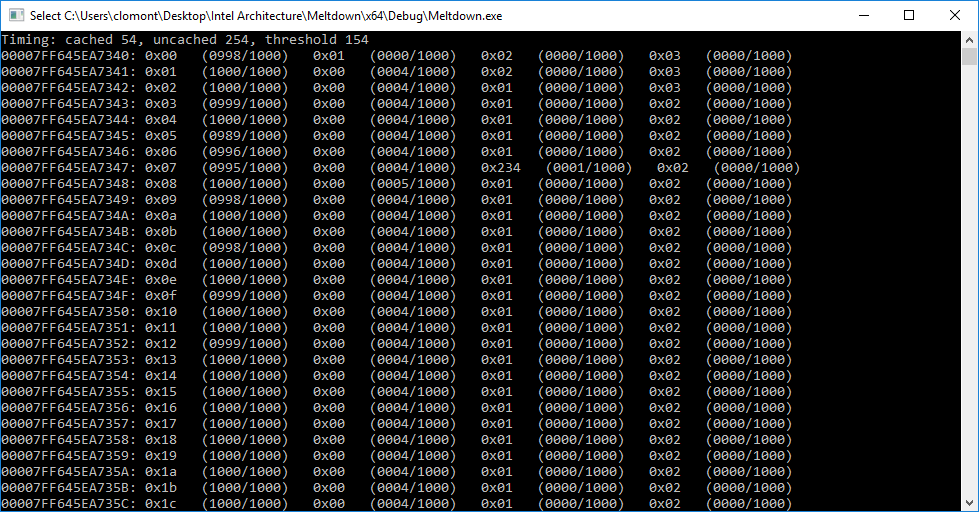 Select C:\Users\clomont\Desktop\Intel Architecture\Meltdown\x64\Debug\Meltdown.exe
Timing: cached 54, uncached 254, threshold 154
00007FF645EA7340: 0x00   (0998/1000)   0x01   (0004/1000)   0x02   (0000/1000)   0x03   (0000/1000)
00007FF645EA7341: 0x01   (1000/1000)   0x00   (0004/1000)   0x02   (0000/1000)   0x03   (0000/1000)
00007FF645EA7342: 0x02   (1000/1000)   0x00   (0004/1000)   0x01   (0000/1000)   0x03   (0000/1000)
00007FF645EA7343: 0x03   (0999/1000)   0x00   (0004/1000)   0x01   (0000/1000)   0x02   (0000/1000)
00007FF645EA7344: 0x04   (1000/1000)   0x00   (0004/1000)   0x01   (0000/1000)   0x02   (0000/1000)
00007FF645EA7345: 0x05   (0989/1000)   0x00   (0004/1000)   0x01   (0000/1000)   0x02   (0000/1000)
00007FF645EA7346: 0x06   (0996/1000)   0x00   (0004/1000)   0x01   (0000/1000)   0x02   (0000/1000)
00007FF645EA7347: 0x07   (0995/1000)   0x00   (0004/1000)   0x234   (0001/1000)   0x02   (0000/1000)
00007FF645EA7348: 0x08   (1000/1000)   0x00   (0005/1000)   0x01   (0000/1000)   0x02   (0000/1000)
00007FF645EA7349: 0x09   (0998/1000)   0x00   (0004/1000)   0x01   (0000/1000)   0x02   (0000/1000)
00007FF645EA734A: 0x0a   (1000/1000)   0x00   (0004/1000)   0x01   (0000/1000)   0x02   (0000/1000)
00007FF645EA734B: 0x0b   (1000/1000)   0x00   (0004/1000)   0x01   (0000/1000)   0x02   (0000/1000)
00007FF645EA734C: 0x0c   (0998/1000)   0x00   (0004/1000)   0x01   (0000/1000)   0x02   (0000/1000)
00007FF645EA734D: 0x0d   (1000/1000)   0x00   (0004/1000)   0x01   (0000/1000)   0x02   (0000/1000)
00007FF645EA734E: 0x0e   (1000/1000)   0x00   (0004/1000)   0x01   (0000/1000)   0x02   (0000/1000)
00007FF645EA734F: 0x0f   (0999/1000)   0x00   (0004/1000)   0x01   (0000/1000)   0x02   (0000/1000)
00007FF645EA7350: 0x10   (1000/1000)   0x00   (0004/1000)   0x01   (0000/1000)   0x02   (0000/1000)
00007FF645EA7351: 0x11   (1000/1000)   0x00   (0004/1000)   0x01   (0000/1000)   0x02   (0000/1000)
00007FF645EA7352: 0x12   (0999/1000)   0x00   (0004/1000)   0x01   (0000/1000)   0x02   (0000/1000)
00007FF645EA7353: 0x13   (1000/1000)   0x00   (0004/1000)   0x01   (0000/1000)   0x02   (0000/1000)
00007FF645EA7354: 0x14   (1000/1000)   0x00   (0004/1000)   0x01   (0000/1000)   0x02   (0000/1000)
00007FF645EA7355: 0x15   (1000/1000)   0x00   (0004/1000)   0x01   (0000/1000)   0x02   (0000/1000)
00007FF645EA7356: 0x16   (1000/1000)   0x00   (0004/1000)   0x01   (0000/1000)   0x02   (0000/1000)
00007FF645EA7357: 0x17   (1000/1000)   0x00   (0004/1000)   0x01   (0000/1000)   0x02   (0000/1000)
00007FF645EA7358: 0x18   (1000/1000)   0x00   (0004/1000)   0x01   (0000/1000)   0x02   (0000/1000)
00007FF645EA7359: 0x19   (1000/1000)   0x00   (0004/1000)   0x01   (0000/1000)   0x02   (0000/1000)
00007FF645EA735A: 0x1a   (1000/1000)   0x00   (0004/1000)   0x01   (0000/1000)   0x02   (0000/1000)
00007FF645EA735B: 0x1b   (1000/1000)   0x00   (0004/1000)   0x01   (0000/1000)   0x02   (0000/1000)
00007FF645EA735C: 0x1c   (1000/1000)   0x00   (0004/1000)   0x01   (0000/1000)   0x02   (0000/1000)